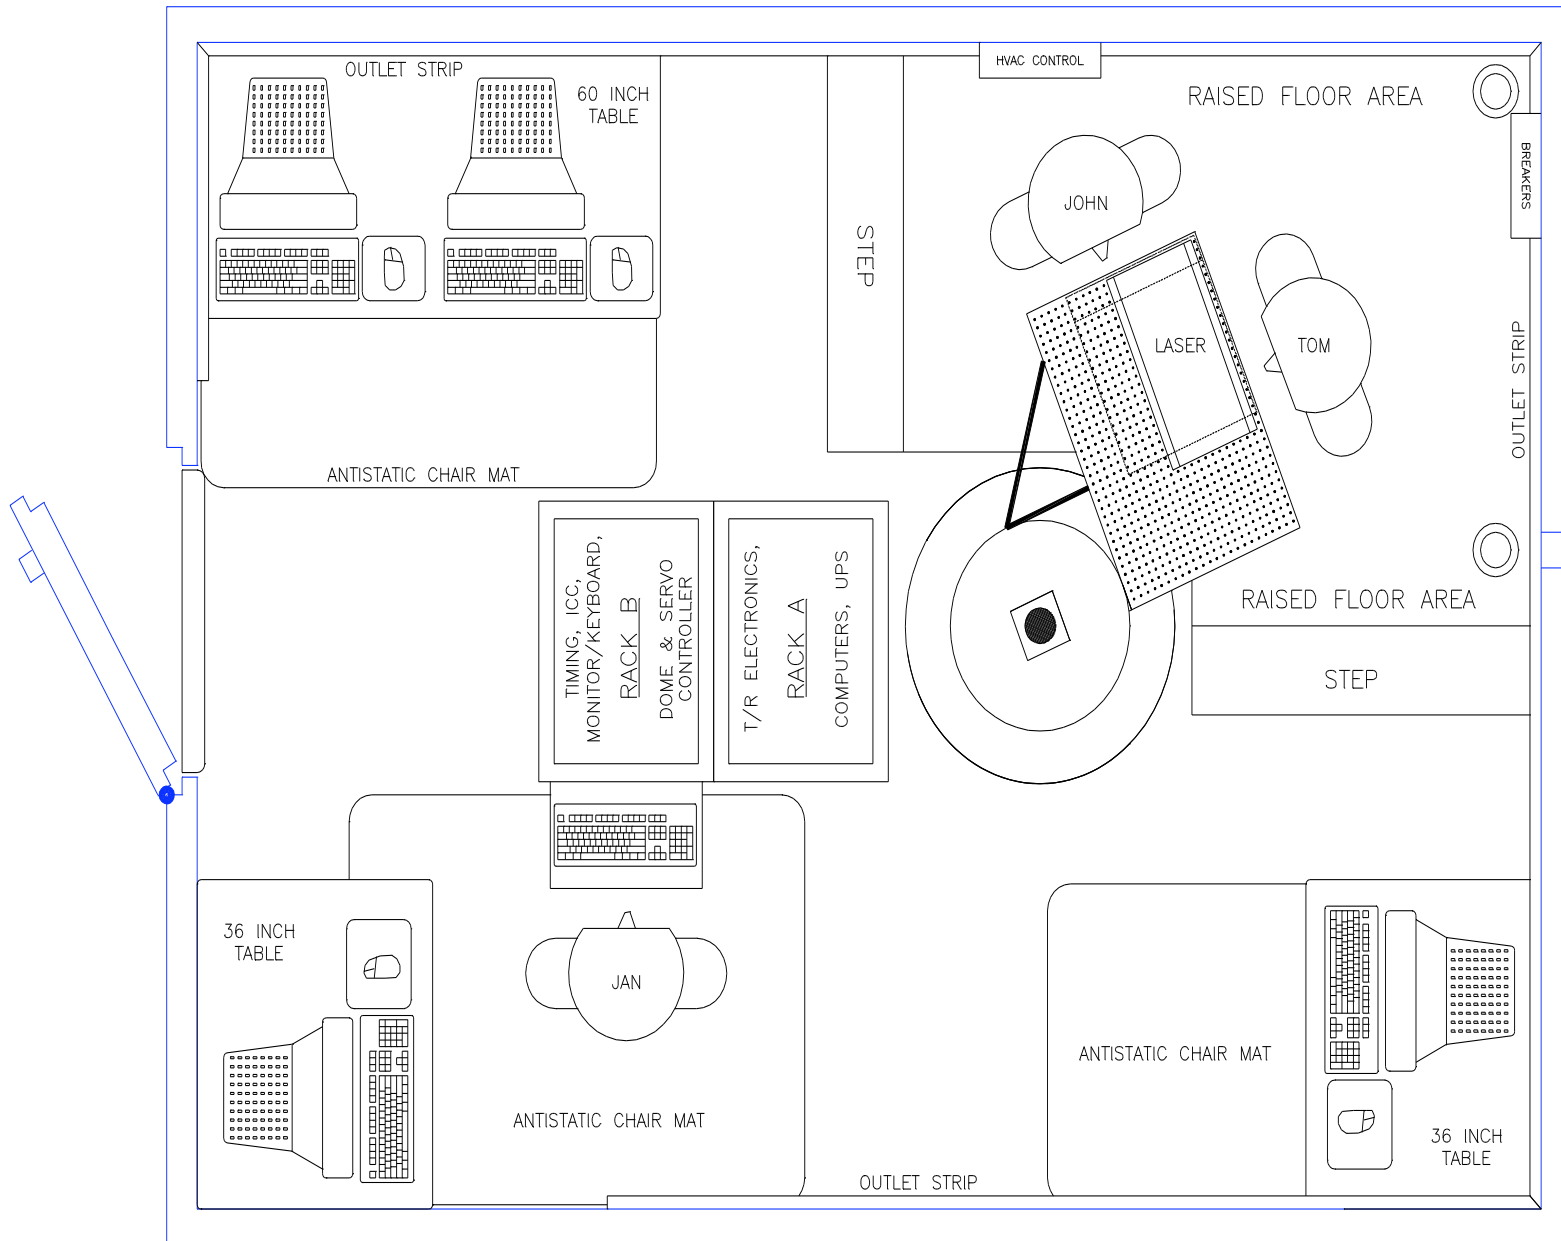 OUTLET STRIP
60 INCH
TABLE
HVAC CONTROL
RAISED FLOOR AREA
BREAKERS
JOHN
STEP
LASER
TOM
OUTLET STRIP
ANTISTATIC CHAIR MAT
TIMING, ICC,
MONITOR/KEYBOARD,
RACK B
DOME & SERVO
CONTROLLER
T/R ELECTRONICS,
RACK A
COMPUTERS, UPS
RAISED FLOOR AREA
STEP
36 INCH
TABLE
JAN
ANTISTATIC CHAIR MAT
ANTISTATIC CHAIR MAT
36 INCH
TABLE
OUTLET STRIP